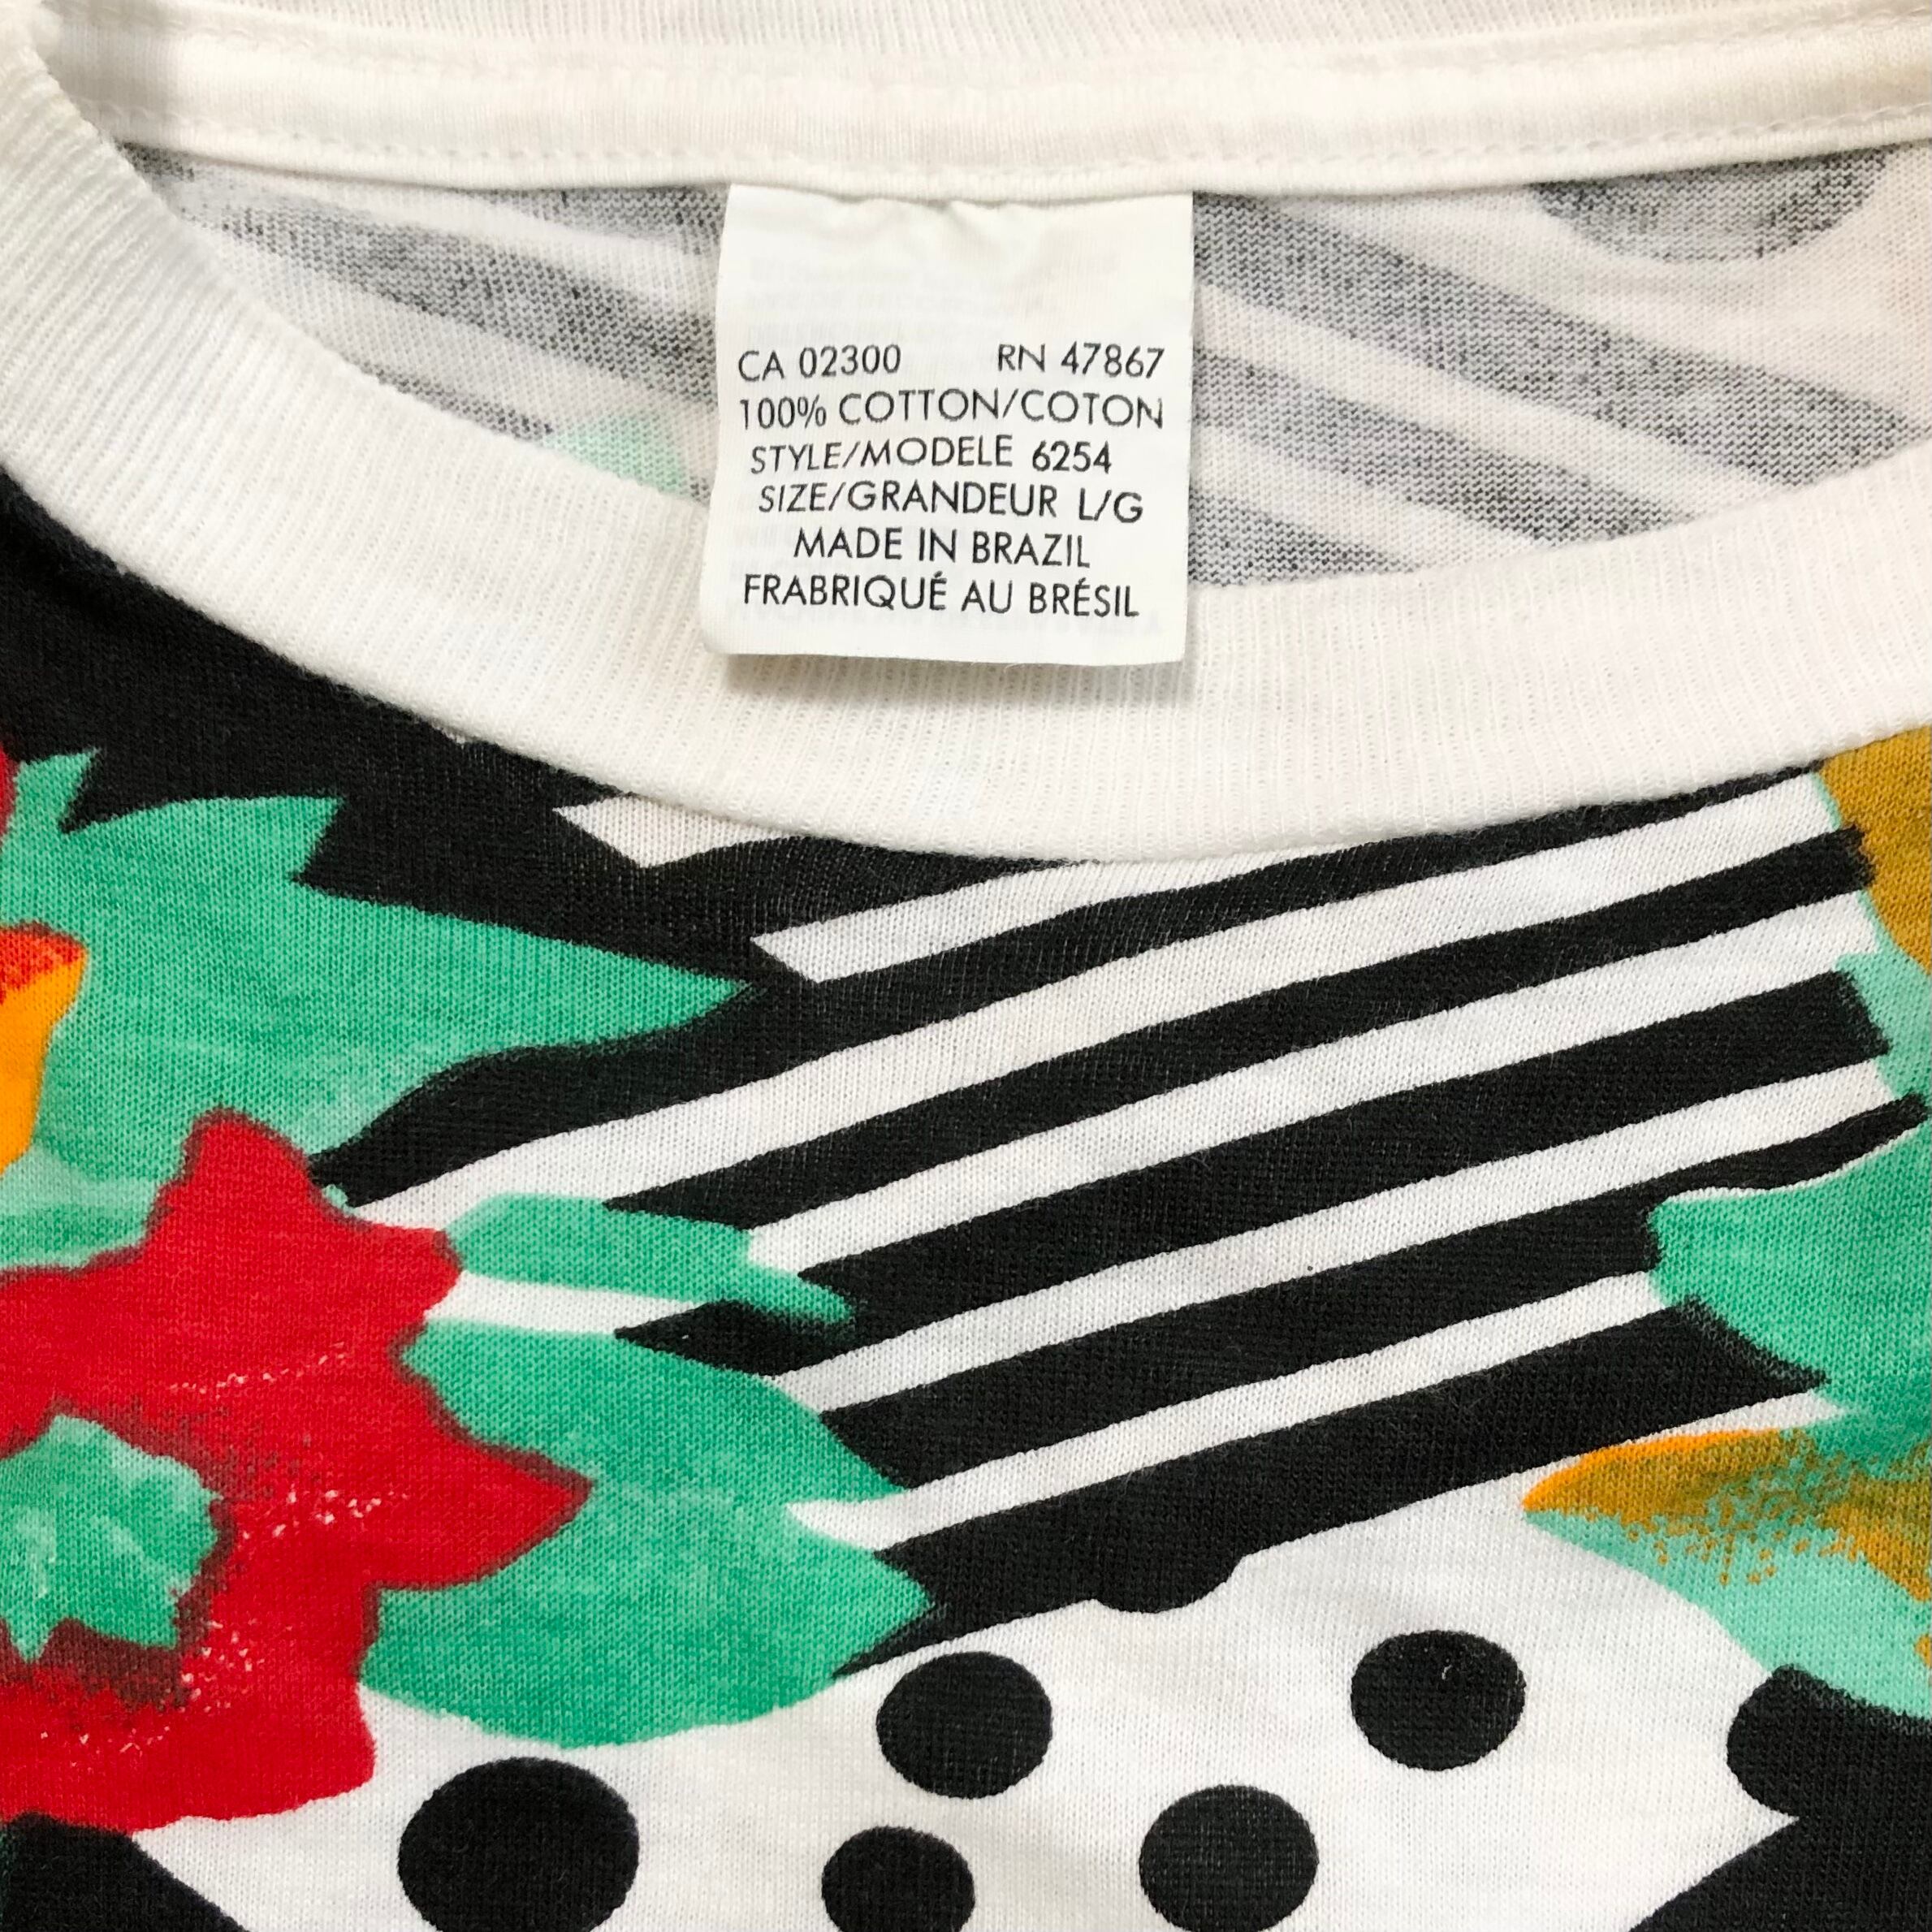 CA 02300 RN 47867
100% COTTON/COTON
STYLE/MODELE 6254
SIZE/GRANDEUR L/G
MADE IN BRAZIL
FRABRIQUÉ AU BRÉSIL